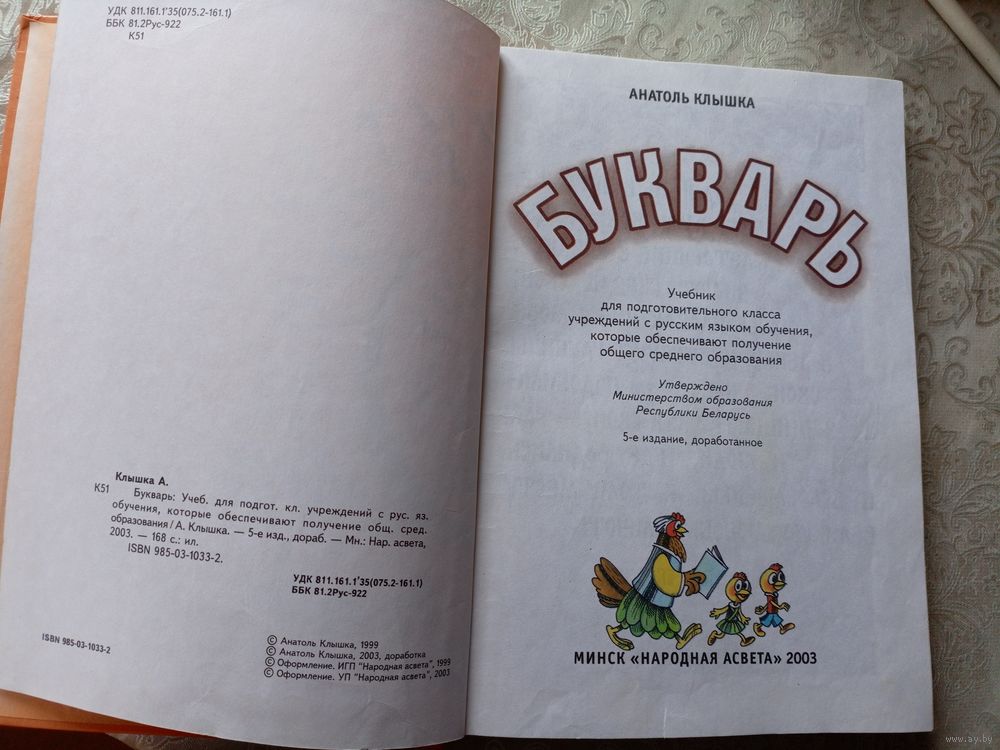 УДК 811.161.1'35(075.2-161.1)
ББК 81.2Рус-922
К51
Клышка А.
К51
Букварь: Учеб. для подгот. кл. учреждений с рус. яз.
обучения, которые обеспечивают получение общ. сред.
образования / А. Клышка. — 5-е изд., дораб. — Мн.: Нар. асвета,
2003. — 168 с.: ил.
ISBN 985-03-1033-2.
УДК 811.161.1'35(075.2-161.1)
ББК 81.2Рус-922
ISBN 985-03-1033-2
© Анатоль Клышка, 1999
© Анатоль Клышка, 2003, доработка
© Оформление. ИГП "Народная асвета", 1999
© Оформление. УП "Народная асвета", 2003
АНАТОЛЬ КЛЫШКА
БУКВАРЬ
Учебник
для подготовительного класса
учреждений с русским языком обучения,
которые обеспечивают получение
общего среднего образования
Утверждено
Министерством образования
Республики Беларусь
5-е издание, доработанное
МИНСК «НАРОДНАЯ АСВЕТА» 2003
www.ay.by